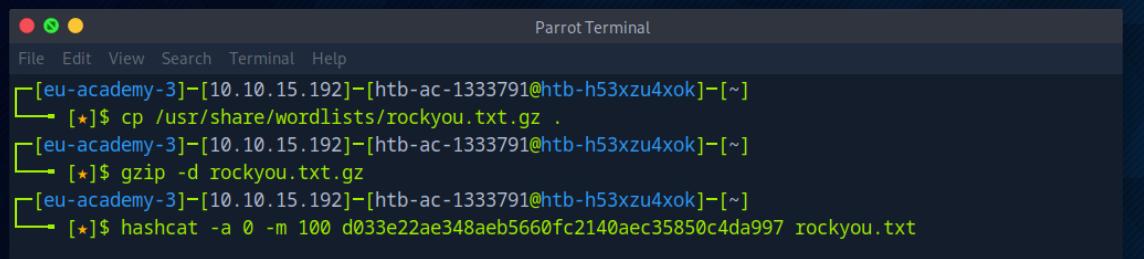 Parrot Terminal
File Edit View Search Terminal Help
┌─[eu-academy-3]─[10.10.15.192]─[htb-ac-1333791@htb-h53xzu4xok]─[~]
└──╼ [★]$ cp /usr/share/wordlists/rockyou.txt.gz .
┌─[eu-academy-3]─[10.10.15.192]─[htb-ac-1333791@htb-h53xzu4xok]─[~]
└──╼ [★]$ gzip -d rockyou.txt.gz
┌─[eu-academy-3]─[10.10.15.192]─[htb-ac-1333791@htb-h53xzu4xok]─[~]
└──╼ [★]$ hashcat -a 0 -m 100 d033e22ae348aeb5660fc2140aec35850c4da997 rockyou.txt